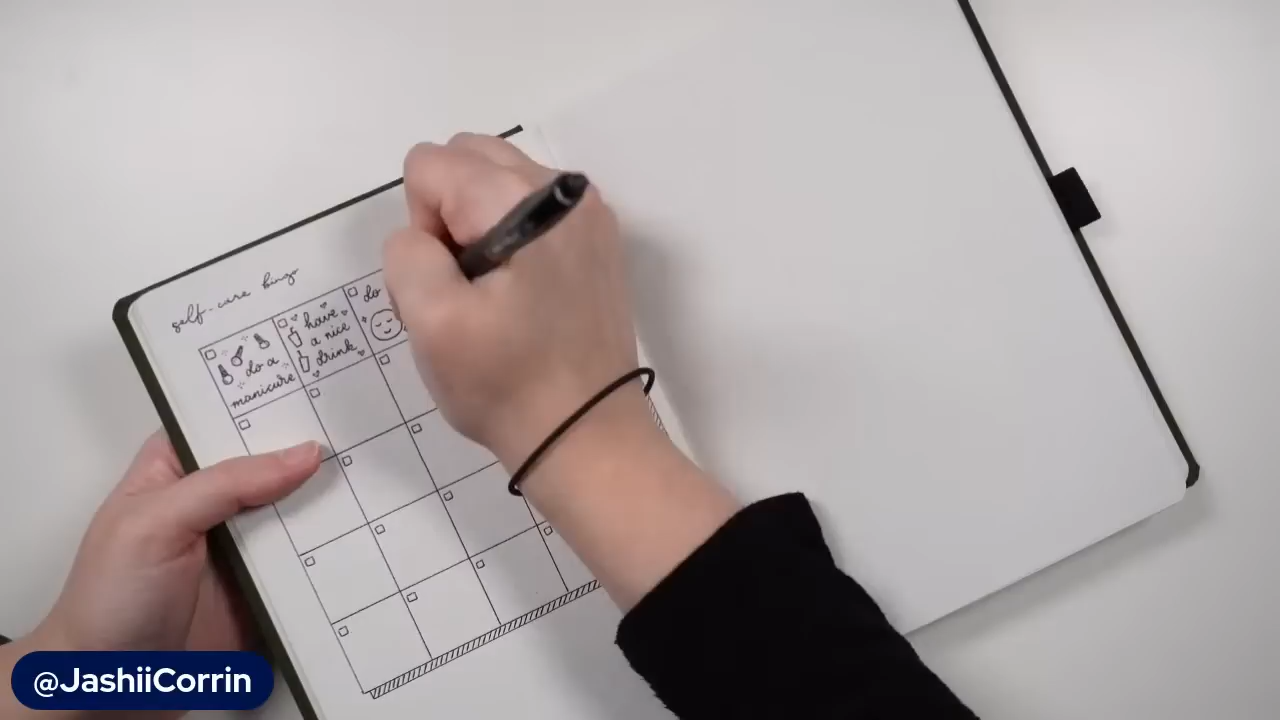 self-care bingo
do a
manicure
have
a nice
drink
do
@JashiiCorrin